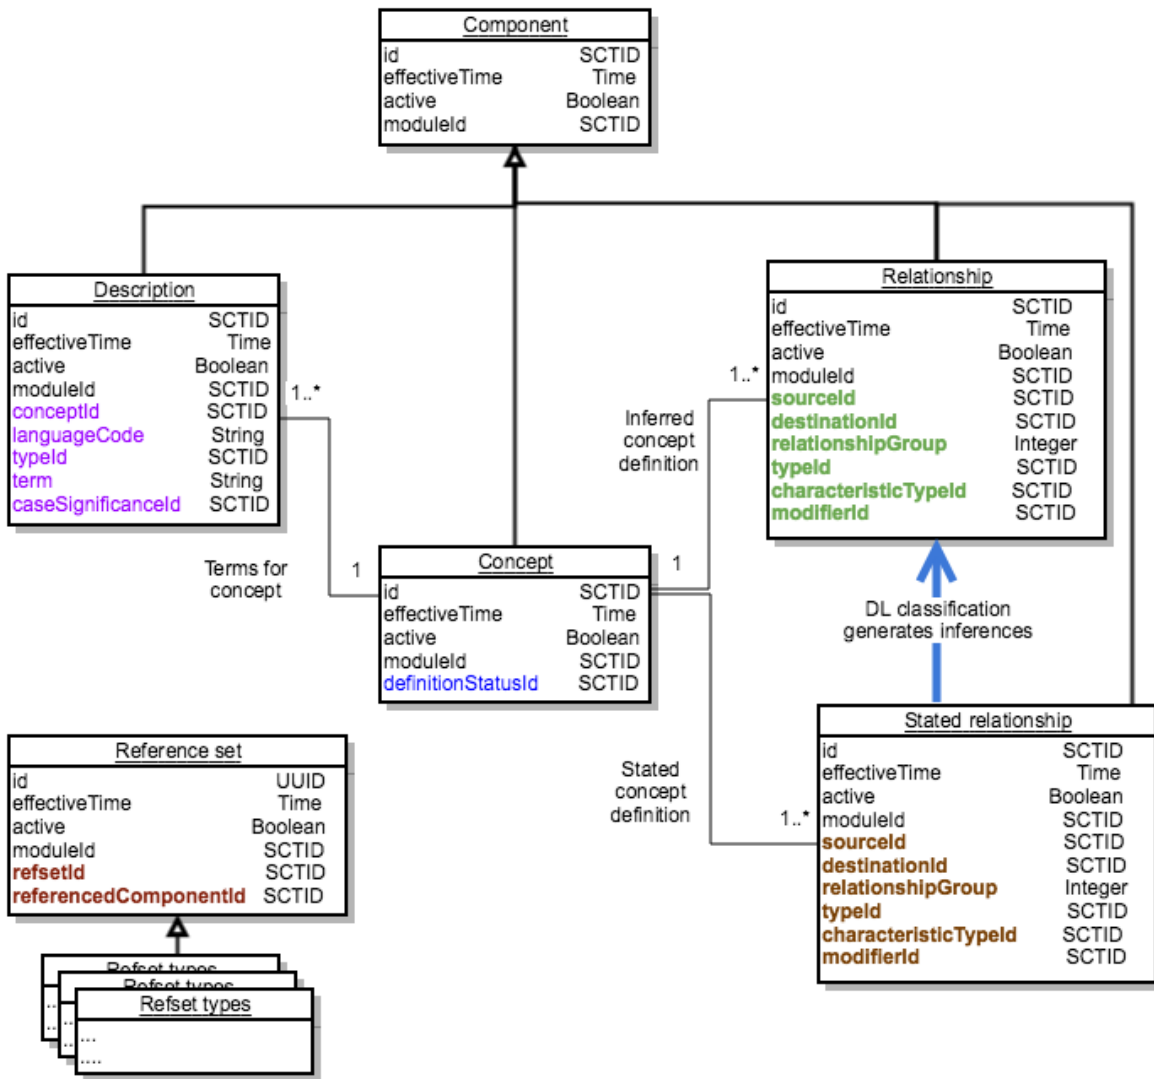 Component
id SCTID
effectiveTime Time
active Boolean
moduleId SCTID
Description
id SCTID
effectiveTime Time
active Boolean
moduleId SCTID
conceptId SCTID
languageCode String
typeId SCTID
term String
caseSignificanceId SCTID
1..*
Terms for
concept
1
Relationship
id SCTID
effectiveTime Time
active Boolean
moduleId SCTID
sourceId SCTID
destinationId SCTID
relationshipGroup Integer
typeId SCTID
characteristicTypeId SCTID
modifierId SCTID
1..*
Inferred
concept
definition
1
Concept
id SCTID
effectiveTime Time
active Boolean
moduleId SCTID
definitionStatusId SCTID
DL classification
generates inferences
Stated
concept
definition
1..*
Stated relationship
id SCTID
effectiveTime Time
active Boolean
moduleId SCTID
sourceId SCTID
destinationId SCTID
relationshipGroup Integer
typeId SCTID
characteristicTypeId SCTID
modifierId SCTID
Reference set
id UUID
effectiveTime Time
active Boolean
moduleId SCTID
refsetId SCTID
referencedComponentId SCTID
Refset types
Refset types
Refset types
...
....